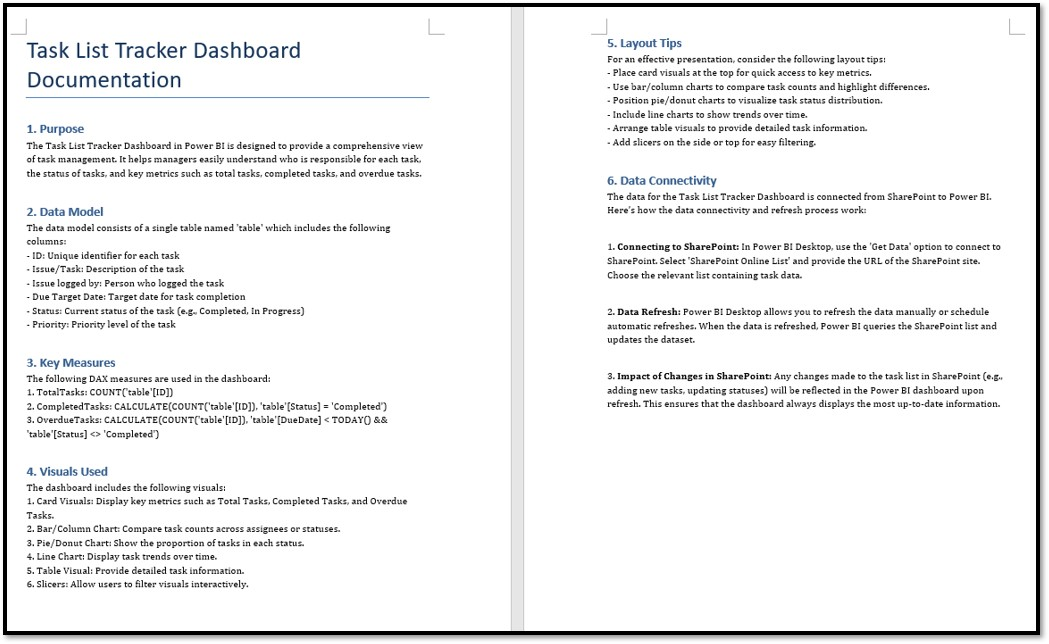 Task List Tracker Dashboard
Documentation
1. Purpose
The Task List Tracker Dashboard in Power BI is designed to provide a comprehensive view
of task management. It helps managers easily understand who is responsible for each task,
the status of tasks, and key metrics such as total tasks, completed tasks, and overdue tasks.
2. Data Model
The data model consists of a single table named 'table' which includes the following
columns:
- ID: Unique identifier for each task
- Issue/Task: Description of the task
- Issue logged by: Person who logged the task
- Due Target Date: Target date for task completion
- Status: Current status of the task (e.g., Completed, In Progress)
- Priority: Priority level of the task
3. Key Measures
The following DAX measures are used in the dashboard:
1. TotalTasks: COUNT('table'[ID])
2. CompletedTasks: CALCULATE(COUNT('table'[ID]), 'table'[Status] = 'Completed')
3. OverdueTasks: CALCULATE(COUNT('table'[ID]), 'table'[DueDate] < TODAY() &&
'table'[Status] <> 'Completed')
4. Visuals Used
The dashboard includes the following visuals:
1. Card Visuals: Display key metrics such as Total Tasks, Completed Tasks, and Overdue
Tasks.
2. Bar/Column Chart: Compare task counts across assignees or statuses.
3. Pie/Donut Chart: Show the proportion of tasks in each status.
4. Line Chart: Display task trends over time.
5. Table Visual: Provide detailed task information.
6. Slicers: Allow users to filter visuals interactively.
5. Layout Tips
For an effective presentation, consider the following layout tips:
- Place card visuals at the top for quick access to key metrics.
- Use bar/column charts to compare task counts and highlight differences.
- Position pie/donut charts to visualize task status distribution.
- Include line charts to show trends over time.
- Arrange table visuals to provide detailed task information.
- Add slicers on the side or top for easy filtering.
6. Data Connectivity
The data for the Task List Tracker Dashboard is connected from SharePoint to Power BI.
Here's how the data connectivity and refresh process work:
1. Connecting to SharePoint: In Power BI Desktop, use the 'Get Data' option to connect to
SharePoint. Select 'SharePoint Online List' and provide the URL of the SharePoint site.
Choose the relevant list containing task data.
2. Data Refresh: Power BI Desktop allows you to refresh the data manually or schedule
automatic refreshes. When the data is refreshed, Power BI queries the SharePoint list and
updates the dataset.
3. Impact of Changes in SharePoint: Any changes made to the task list in SharePoint (e.g.,
adding new tasks, updating statuses) will be reflected in the Power BI dashboard upon
refresh. This ensures that the dashboard always displays the most up-to-date information.